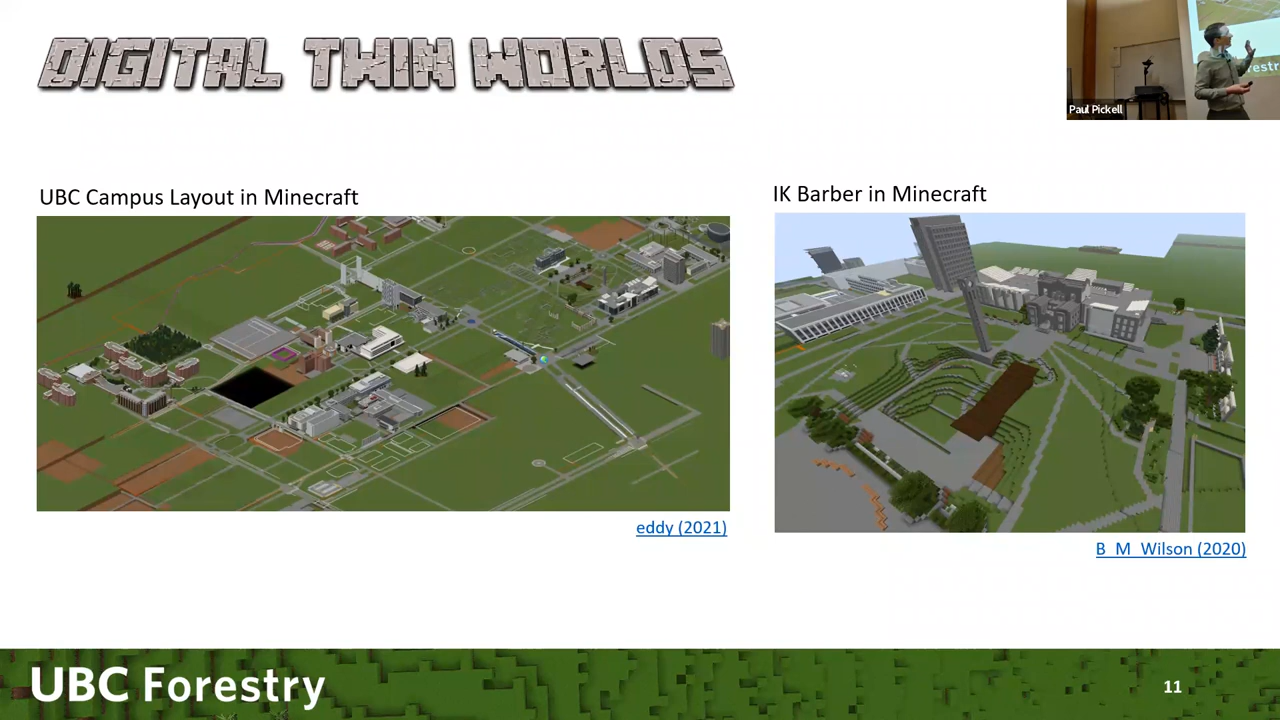 DIGITAL TWIN WORLDS
Paul Pickell
UBC Campus Layout in Minecraft
IK Barber in Minecraft
eddy (2021)
B_M_Wilson (2020)
UBC Forestry
11